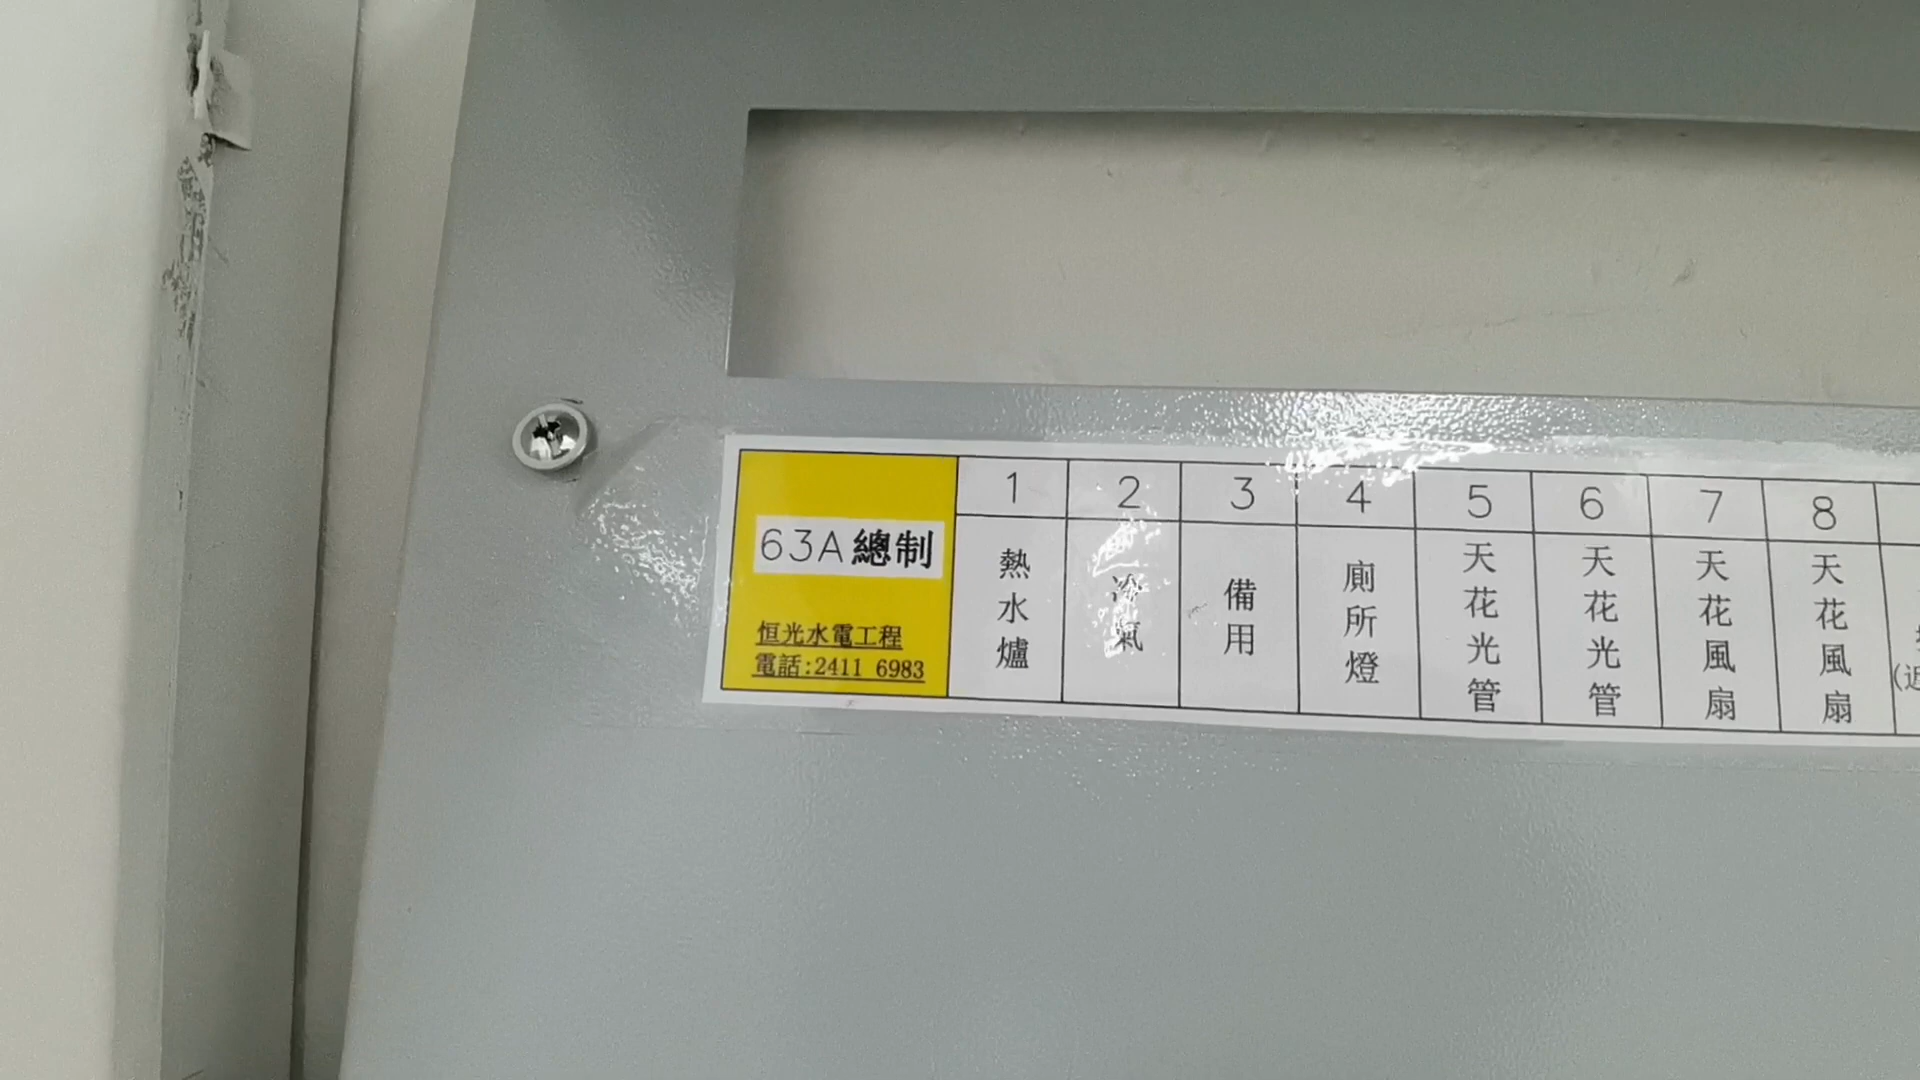 63A 總制
恒光水電工程
電話:2411 6983
1 2 3 4 5 6 7 8
熱水爐
冷氣
備用
廁所燈
天花光管
天花光管
天花風扇
天花風扇
(近